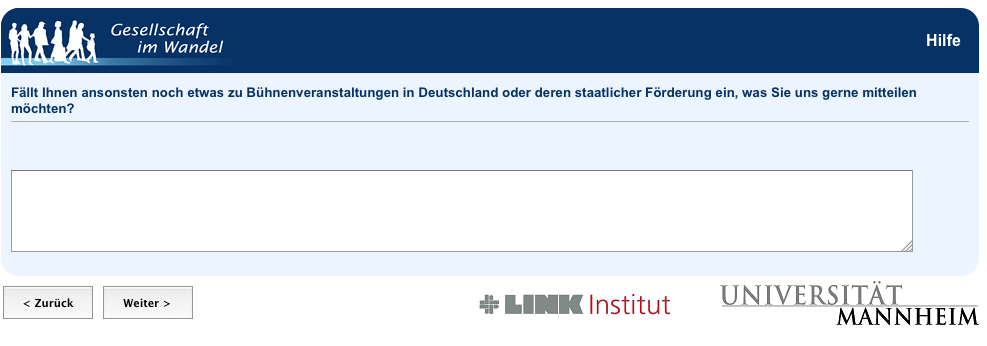 Gesellschaft
im Wandel
Hilfe
Fällt Ihnen ansonsten noch etwas zu Bühnenveranstaltungen in Deutschland oder deren staatlicher Förderung ein, was Sie uns gerne mitteilen
möchten?
< Zurück
Weiter >
LINK Institut
UNIVERSITÄT
MANNHEIM